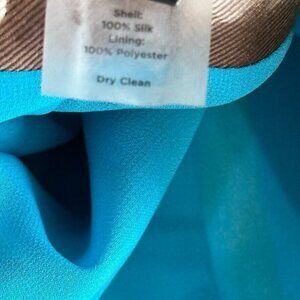 Shell:
100% Silk
Lining:
100% Polyester
Dry Clean